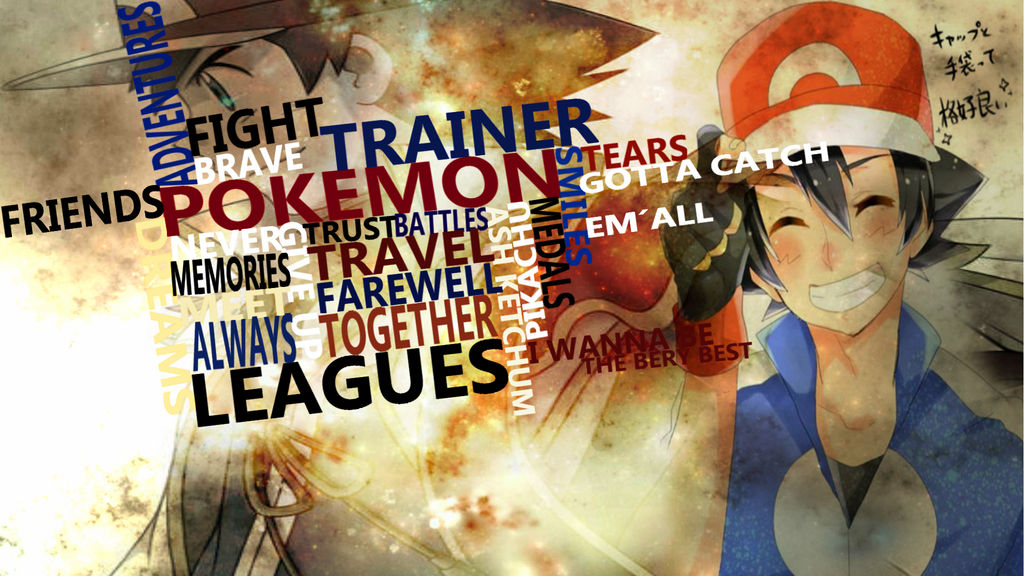 ADVENTURES
FIGHT
BRAVE
TRAINER
POKEMON
FRIENDS
DREAMS
NEVER
GIVE UP
TRUST
BATTLES
TRAVEL
MEMORIES
MEET
FAREWELL
ALWAYS
TOGETHER
LEAGUES
ASH KETCHUM
PIKACHU
MEDALS
SMILES
TEARS
GOTTA CATCH
EM´ALL
I WANNA BE
THE BERY BEST
キャップと
手袋って
格好良い